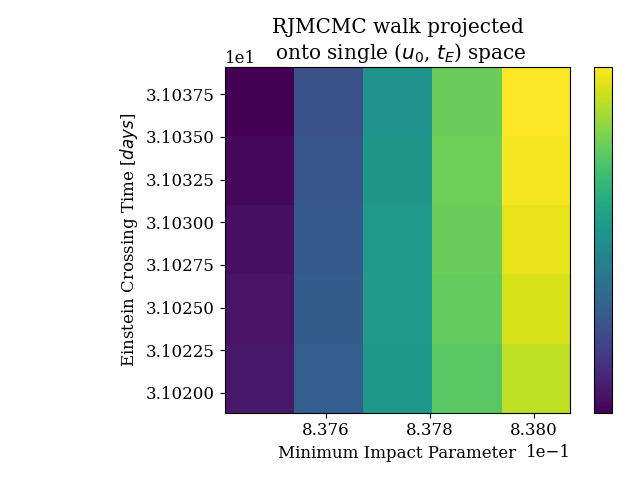 RJMCMC walk projected
onto single (u₀, t_E) space
1e1
3.10375
3.10350
3.10325
3.10300
3.10275
3.10250
3.10225
3.10200
Einstein Crossing Time [days]
8.376 8.378 8.380
Minimum Impact Parameter 1e−1